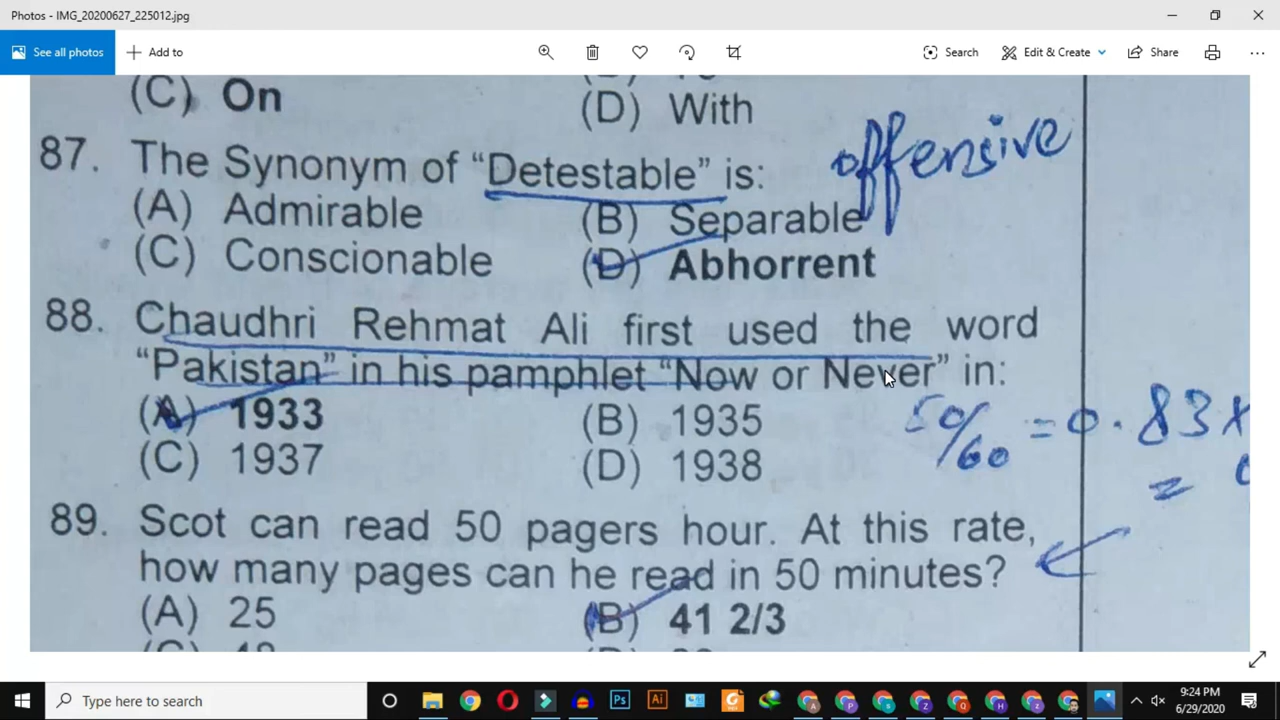 Photos - IMG_20200627_225012.jpg
See all photos
Add to
Search
Edit & Create
Share
(C) On
(D) With
offensive
87. The Synonym of "Detestable" is:
(A) Admirable (B) Separable
(C) Conscionable (D) Abhorrent
88. Chaudhri Rehmat Ali first used the word
"Pakistan" in his pamphlet "Now or Never" in:
(A) 1933 (B) 1935
(C) 1937 (D) 1938
50/60 = 0.83 x
=
89. Scot can read 50 pagers hour. At this rate,
how many pages can he read in 50 minutes?
(A) 25 (B) 41 2/3
Type here to search
Ps
Ai
9:24 PM
6/29/2020